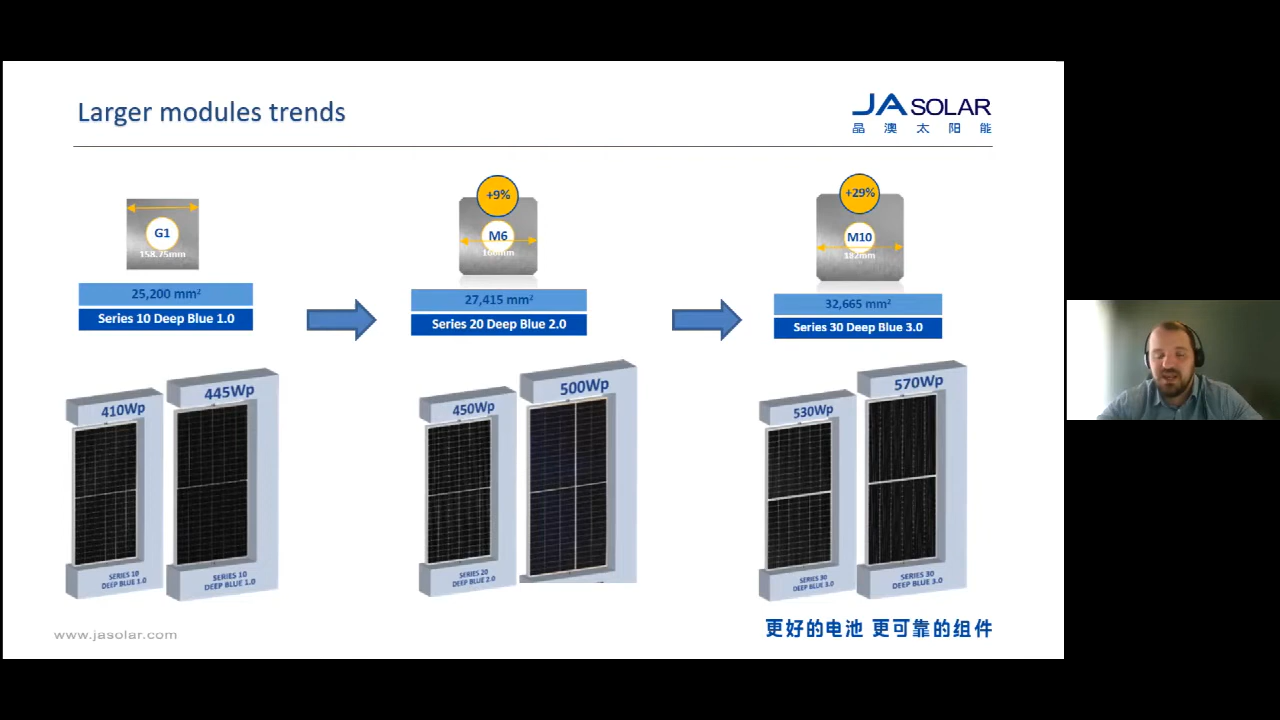 Larger modules trends
JA SOLAR
晶 澳 太 阳 能
G1
158.75mm
25,200 mm²
Series 10 Deep Blue 1.0
+9%
M6
166mm
27,415 mm²
Series 20 Deep Blue 2.0
+29%
M10
182mm
32,665 mm²
Series 30 Deep Blue 3.0
410Wp
445Wp
450Wp
500Wp
530Wp
570Wp
SERIES 10
DEEP BLUE 1.0
SERIES 10
DEEP BLUE 1.0
SERIES 20
DEEP BLUE 2.0
SERIES 30
DEEP BLUE 3.0
SERIES 30
DEEP BLUE 3.0
www.jasolar.com
更好的电池 更可靠的组件